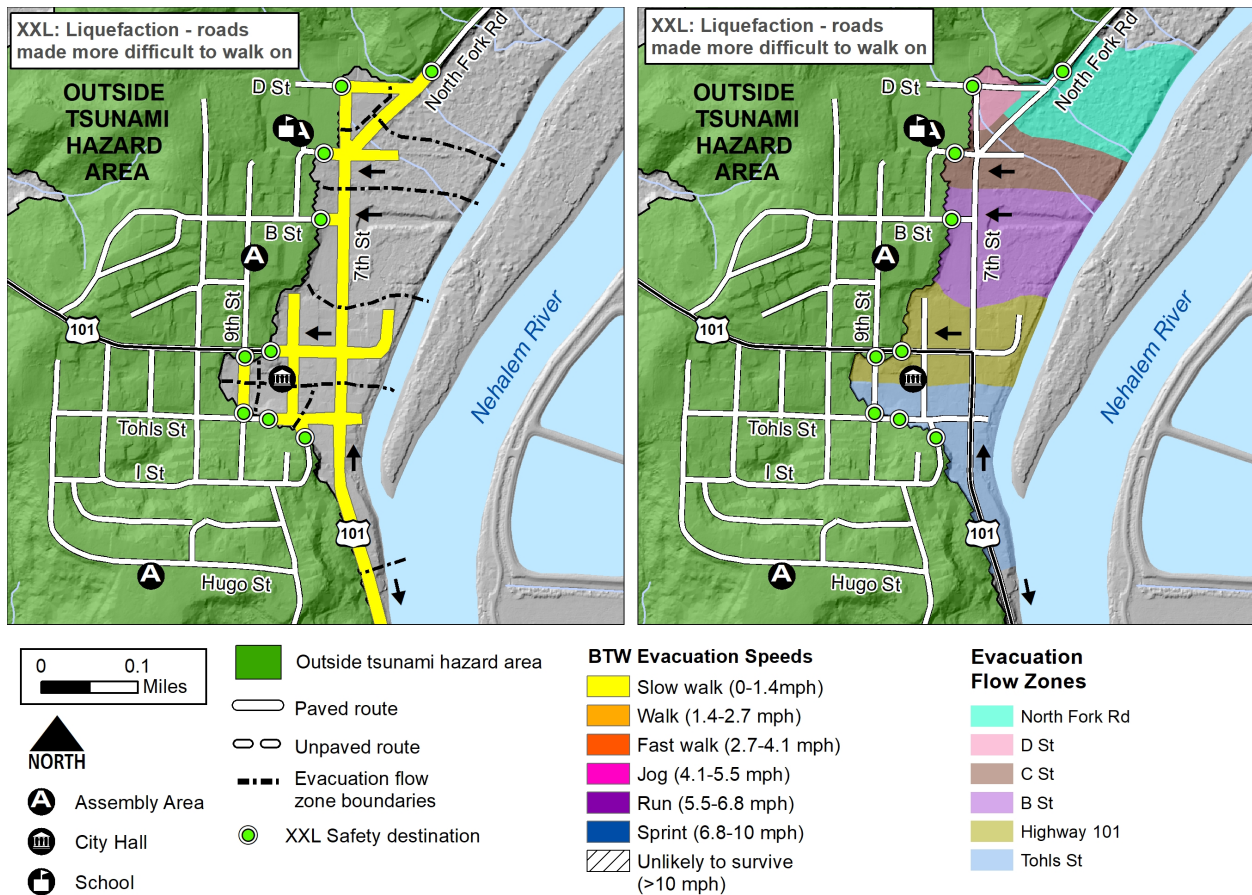 XXL: Liquefaction - roads
made more difficult to walk on
OUTSIDE
TSUNAMI
HAZARD
AREA
D St
North Fork Rd
A
B St
A
7th St
9th St
101
Nehalem River
Tohls St
I St
101
A
Hugo St
XXL: Liquefaction - roads
made more difficult to walk on
OUTSIDE
TSUNAMI
HAZARD
AREA
D St
North Fork Rd
A
B St
A
7th St
9th St
101
Nehalem River
Tohls St
I St
101
A
Hugo St
0 0.1
Miles
NORTH
A Assembly Area
City Hall
School
Outside tsunami hazard area
Paved route
Unpaved route
Evacuation flow
zone boundaries
XXL Safety destination
BTW Evacuation Speeds
Slow walk (0-1.4mph)
Walk (1.4-2.7 mph)
Fast walk (2.7-4.1 mph)
Jog (4.1-5.5 mph)
Run (5.5-6.8 mph)
Sprint (6.8-10 mph)
Unlikely to survive
(>10 mph)
Evacuation
Flow Zones
North Fork Rd
D St
C St
B St
Highway 101
Tohls St